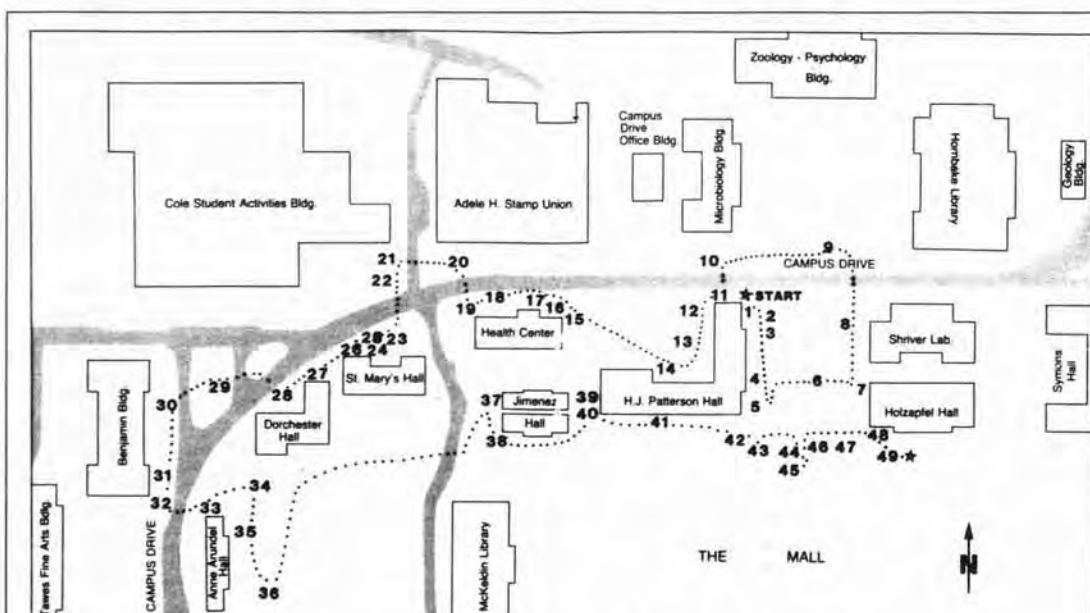 Zoology - Psychology
Bldg.
Campus
Drive
Office Bldg.
Microbiology Bldg.
Hornbake Library
Geology
Bldg.
Cole Student Activities Bldg.
Adele H. Stamp Union
9
10
CAMPUS DRIVE
21
20
22
11
START
19
18
17
16
15
12
1
2
3
8
13
Health Center
Shriver Lab.
Symons
Hall
23
26
24
St. Mary's Hall
14
4
5
6
7
27
28
29
30
Benjamin Bldg.
Dorchester
Hall
37
Jimenez
Hall
38
39
40
H.J. Patterson Hall
41
Holzapfel Hall
42
43
44
45
46
47
48
49
31
32
33
34
35
36
Tawes Fine Arts Bdlg.
CAMPUS DRIVE
Anne Arundel
Hall
McKeldin Library
THE MALL
N